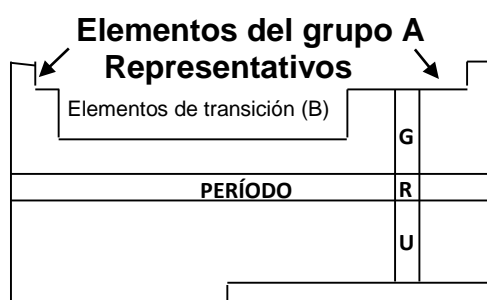 Elementos del grupo A
Representativos
Elementos de transición (B)
G
PERÍODO R
U